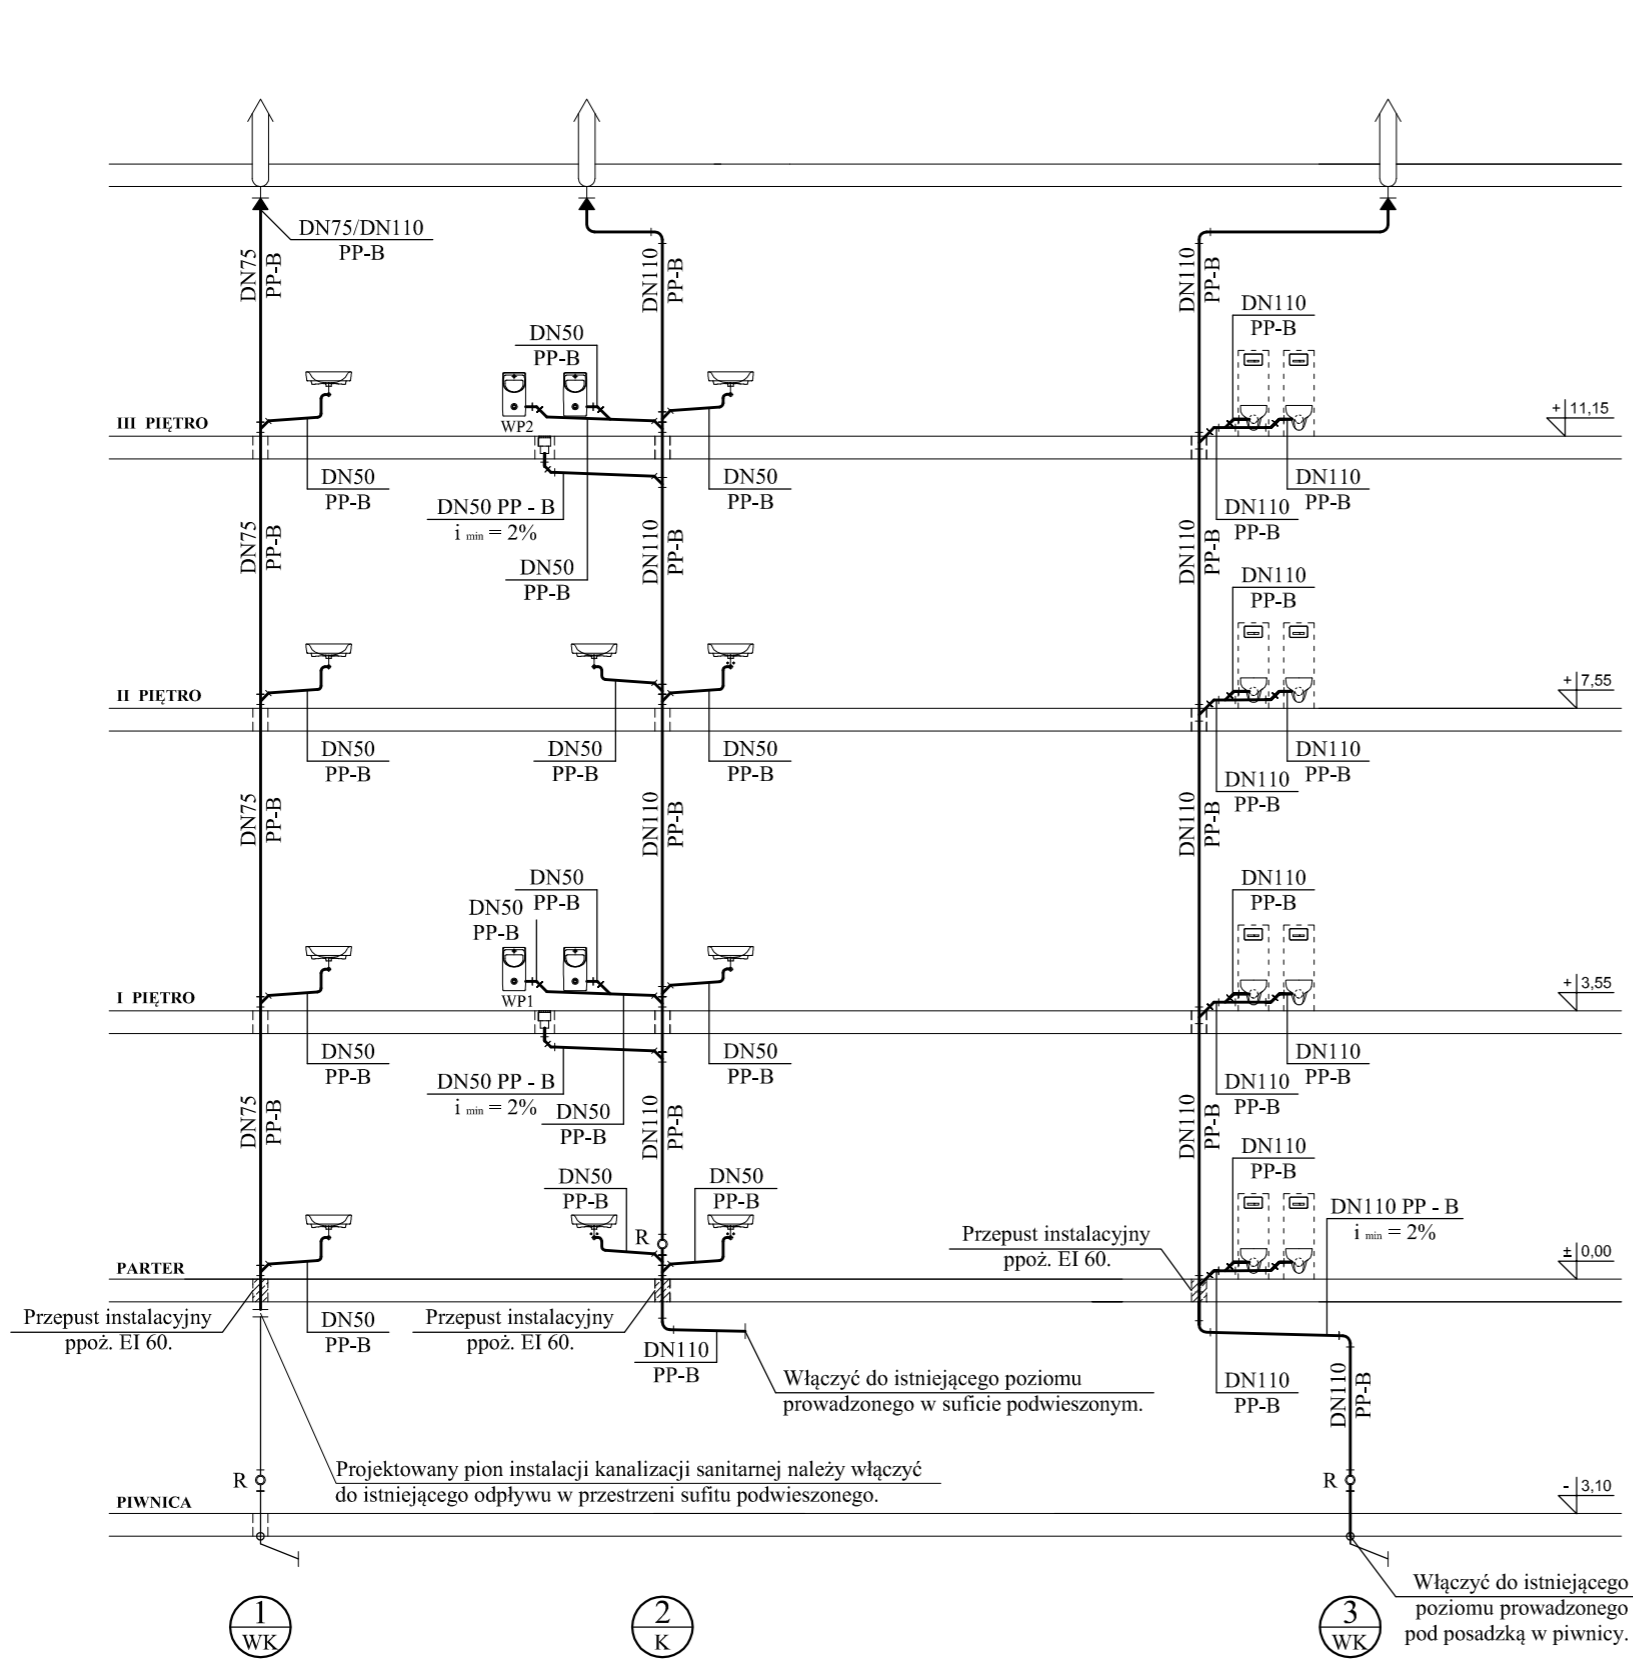 DN75/DN110
PP-B
DN75
PP-B
DN110
PP-B
DN110
PP-B
DN110
PP-B
DN50
PP-B
III PIĘTRO
WP2
+ 11,15
DN50
PP-B
DN50 PP - B
i min = 2%
DN50
PP-B
DN50
PP-B
DN110
PP-B
DN110
PP-B
DN75
PP-B
DN110
PP-B
DN110
PP-B
DN110
PP-B
II PIĘTRO
+ 7,55
DN50
PP-B
DN50
PP-B
DN50
PP-B
DN110
PP-B
DN110
PP-B
DN75
PP-B
DN110
PP-B
DN110
PP-B
DN50
PP-B
DN50
PP-B
DN110
PP-B
I PIĘTRO
WP1
+ 3,55
DN50
PP-B
DN50 PP - B
i min = 2%
DN50
PP-B
DN50
PP-B
DN110
PP-B
DN110
PP-B
DN75
PP-B
DN110
PP-B
DN110
PP-B
DN50
PP-B
DN50
PP-B
R
DN110
PP-B
DN110 PP - B
i min = 2%
Przepust instalacyjny
ppoż. EI 60.
PARTER
± 0,00
Przepust instalacyjny
ppoż. EI 60.
DN50
PP-B
Przepust instalacyjny
ppoż. EI 60.
DN110
PP-B
Włączyć do istniejącego poziomu
prowadzonego w suficie podwieszonym.
DN110
PP-B
DN110
PP-B
R
Projektowany pion instalacji kanalizacji sanitarnej należy włączyć
do istniejącego odpływu w przestrzeni sufitu podwieszonego.
R
PIWNICA
- 3,10
1
WK
2
K
3
WK
Włączyć do istniejącego
poziomu prowadzonego
pod posadzką w piwnicy.